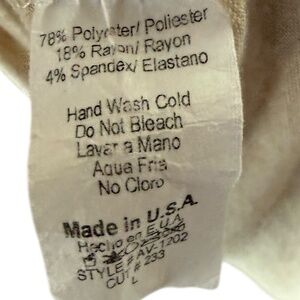 78% Polyester/ Poliester
18% Rayon/ Rayon
4% Spandex/ Elastano
Hand Wash Cold
Do Not Bleach
Lavar a Mano
Aqua Fria
No Cloro
Made in U.S.A.
Hecho en E.U.A.
STYLE # AV-1202
CUT # 233
L